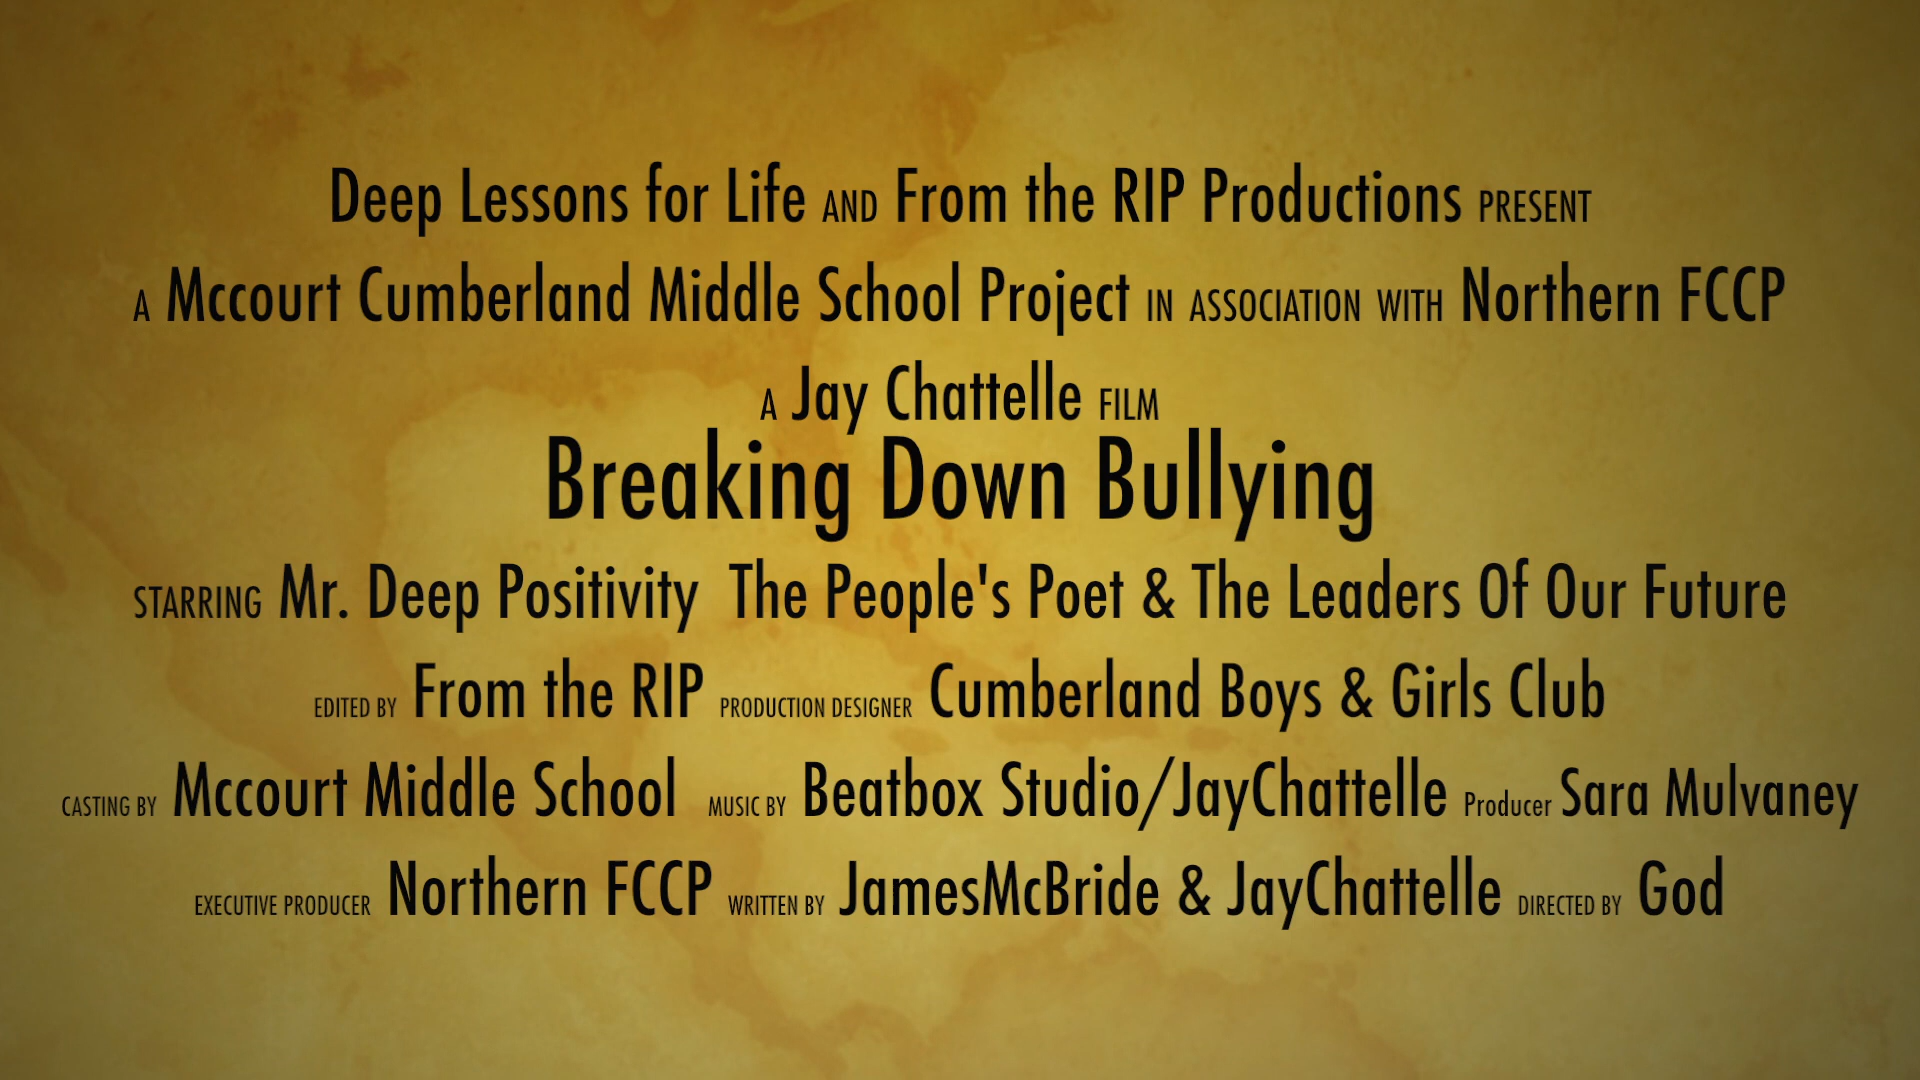 Deep Lessons for Life AND From the RIP Productions PRESENT
A Mccourt Cumberland Middle School Project IN ASSOCIATION WITH Northern FCCP
A Jay Chattelle FILM
Breaking Down Bullying
STARRING Mr. Deep Positivity The People's Poet & The Leaders Of Our Future
EDITED BY From the RIP PRODUCTION DESIGNER Cumberland Boys & Girls Club
CASTING BY Mccourt Middle School MUSIC BY Beatbox Studio/JayChattelle Producer Sara Mulvaney
EXECUTIVE PRODUCER Northern FCCP WRITTEN BY JamesMcBride & JayChattelle DIRECTED BY God